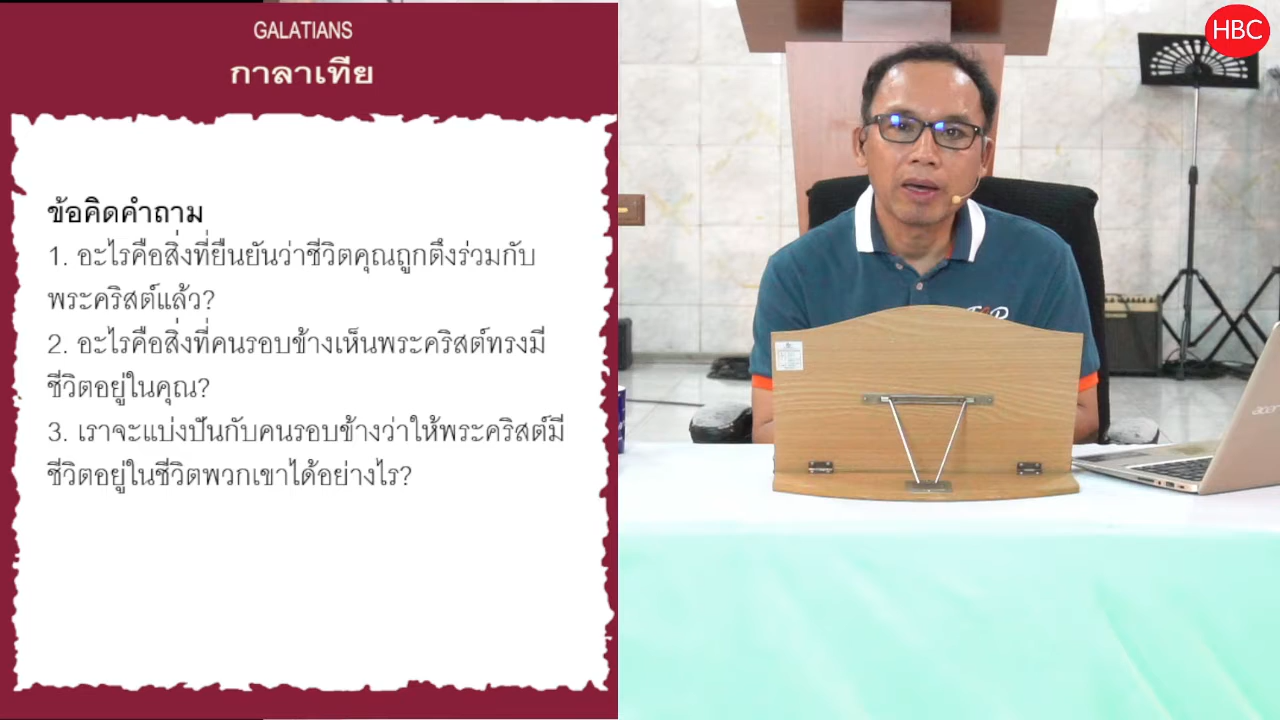 GALATIANS
กาลาเทีย
ข้อคิดคำถาม
1. อะไรคือสิ่งที่ยืนยันว่าชีวิตคุณถูกตึงร่วมกับ
พระคริสต์แล้ว?
2. อะไรคือสิ่งที่คนรอบข้างเห็นพระคริสต์ทรงมี
ชีวิตอยู่ในคุณ?
3. เราจะแบ่งปันกับคนรอบข้างว่าให้พระคริสต์มี
ชีวิตอยู่ในชีวิตพวกเขาได้อย่างไร?
HBC
acer